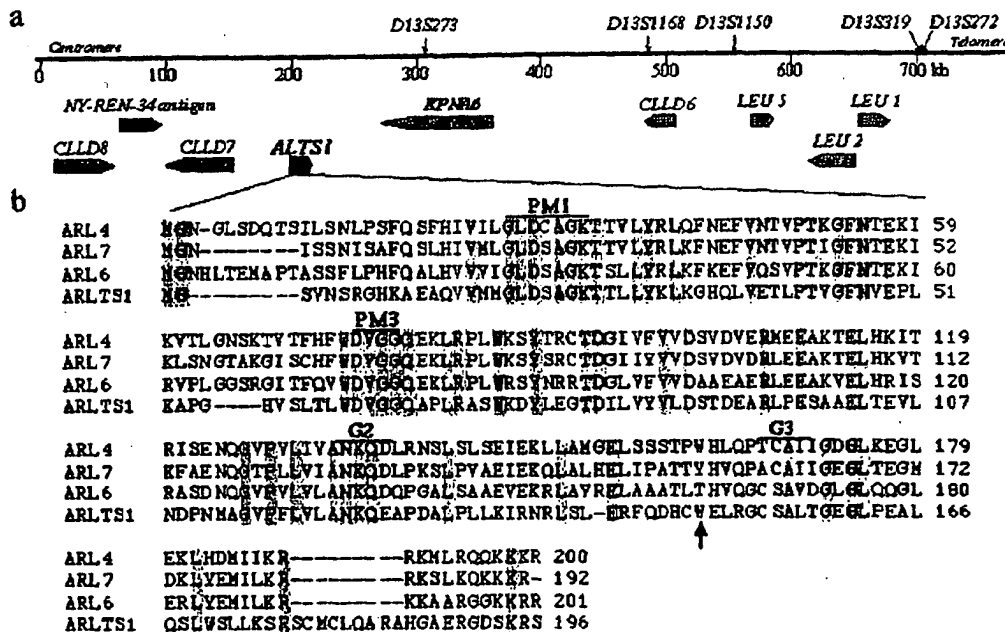 a
D13S273 D13S1168 D13S1150 D13S319 D13S272
Centromere Telomere
0 100 200 300 400 500 600 700 kb
NY-REN-34 antigen KPNA6 CLLD6 LEU 5 LEU 1
CLLD8 CLLD7 ALTS1 LEU 2
b
PM1
ARL4 MGN-GLSDQTSILSNLPSFQSFHIVILGLDCAGKTTVLYRLQFNEFVNTVPTKGFNTEKI 59
ARL7 MGN---------ISSNISAFQSLHIVMLGLDSAGKTTVLYRLKFNEFVNTVPTIGFNTEKI 52
ARL6 MGNHLTEMAPTASSFLPHFQALHVVVIGLDSAGKTSLLYRLKFKEFVQSVPTKGFNTEKI 60
ARLTS1 MG---------SVNSRGHKAEAQVVMMGLDSAGKTTLLYKLKGHQLVETLPTVGFNVEPL 51
PM3
ARL4 KVTLGNSKTVTFHFWDVGGQEKLRPLWKSYTRCTDGIVFVVDSVDVERMEEAKTELHKIT 119
ARL7 KLSNGTAKGISCHFWDVGGQEKLRPLWKSYSRCTDGIIYVVDSVDVDRLEEAKTELHKVT 112
ARL6 RVPLGGSRGITFQVWDVGGQEKLRPLWRSYNRRTDGLVFVVDAAEAERLEEAKVELHRIS 120
ARLTS1 KAPG----HVSLTLWDVGGQAPLRASWKDYLEGTDILVYVLDSTDEARLPESAAELTEVL 107
G2 G3
ARL4 RISENQGVPVLIVANKQDLRNSLSLSEIEKLLAMGELSSSTPWHLQPTCAIIGDGLKEGL 179
ARL7 KFAENQGTPLLVIANKQDLPKSLPVAEIEKQLALHELIPATTYHVQPACAIIGEGLTEGM 172
ARL6 RASDNQGVPVLVLANKQDQPGALSAAEVEKRLAVRELAAATLTHVQGCSAVDGLGLQQGL 180
ARLTS1 NDPNMAGVPFLVLANKQEAPDALPLLKIRNRLSL-ERFQDHCWELRGCSALTGEGLPEAL 166
ARL4 EKLHDMIIKR----------RKMLRQQKKKR 200
ARL7 DKLYEMILKR----------RKSLKQKKKR- 192
ARL6 ERLYEMILKR----------KKAARGGKKRR 201
ARLTS1 QSLVSLLKSRSCMCLQARAHGAERGDSKRS 196